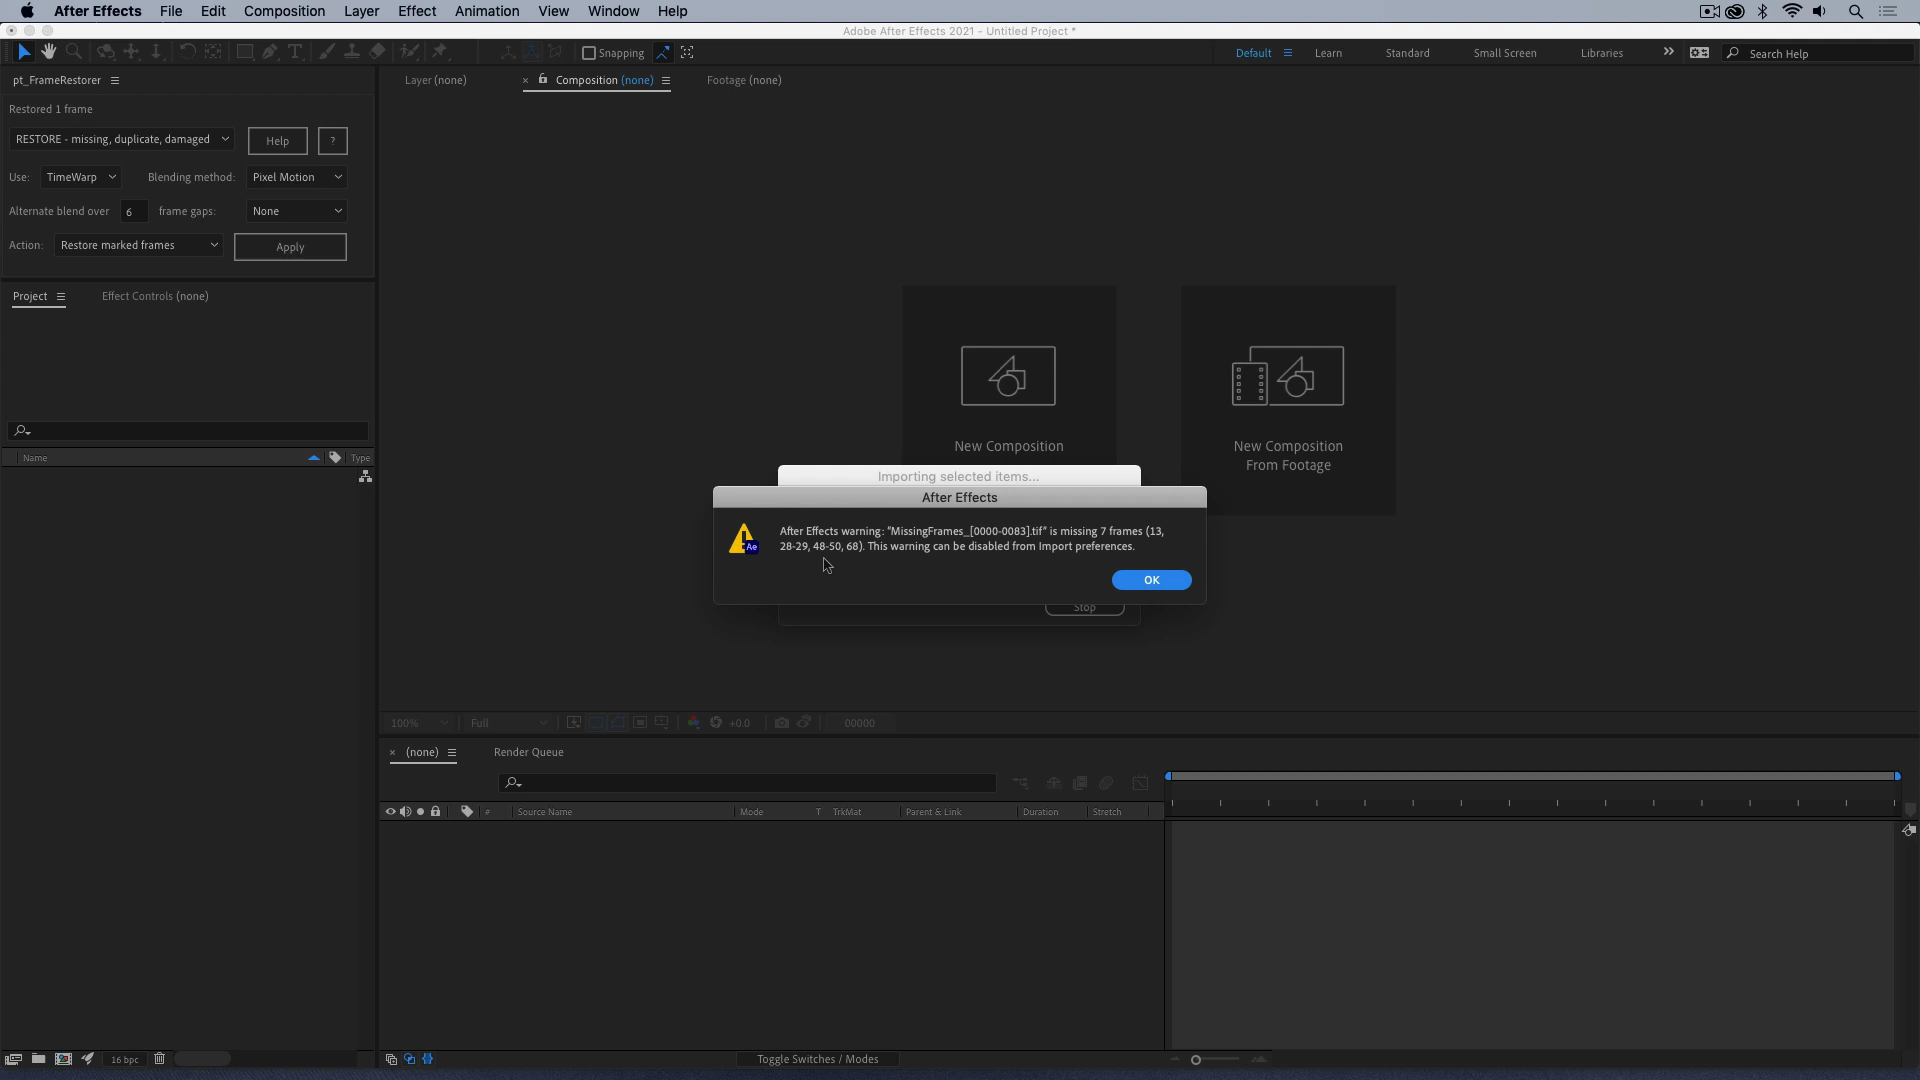 After Effects File Edit Composition Layer Effect Animation View Window Help
Adobe After Effects 2021 - Untitled Project *
Snapping Default Learn Standard Small Screen Libraries Search Help
pt_FrameRestorer
Layer (none) × Composition (none) Footage (none)
Restored 1 frame
RESTORE - missing, duplicate, damaged Help ?
Use: TimeWarp Blending method: Pixel Motion
Alternate blend over 6 frame gaps: None
Action: Restore marked frames Apply
Project Effect Controls (none)
Name Type
New Composition
New Composition
From Footage
Importing selected items...
After Effects
After Effects warning: “MissingFrames_[0000-0083].tif” is missing 7 frames (13,
28-29, 48-50, 68). This warning can be disabled from Import preferences.
Ae
OK
Stop
100% Full +0.0 00000
× (none) Render Queue
# Source Name Mode T TrkMat Parent & Link Duration Stretch
16 bpc Toggle Switches / Modes